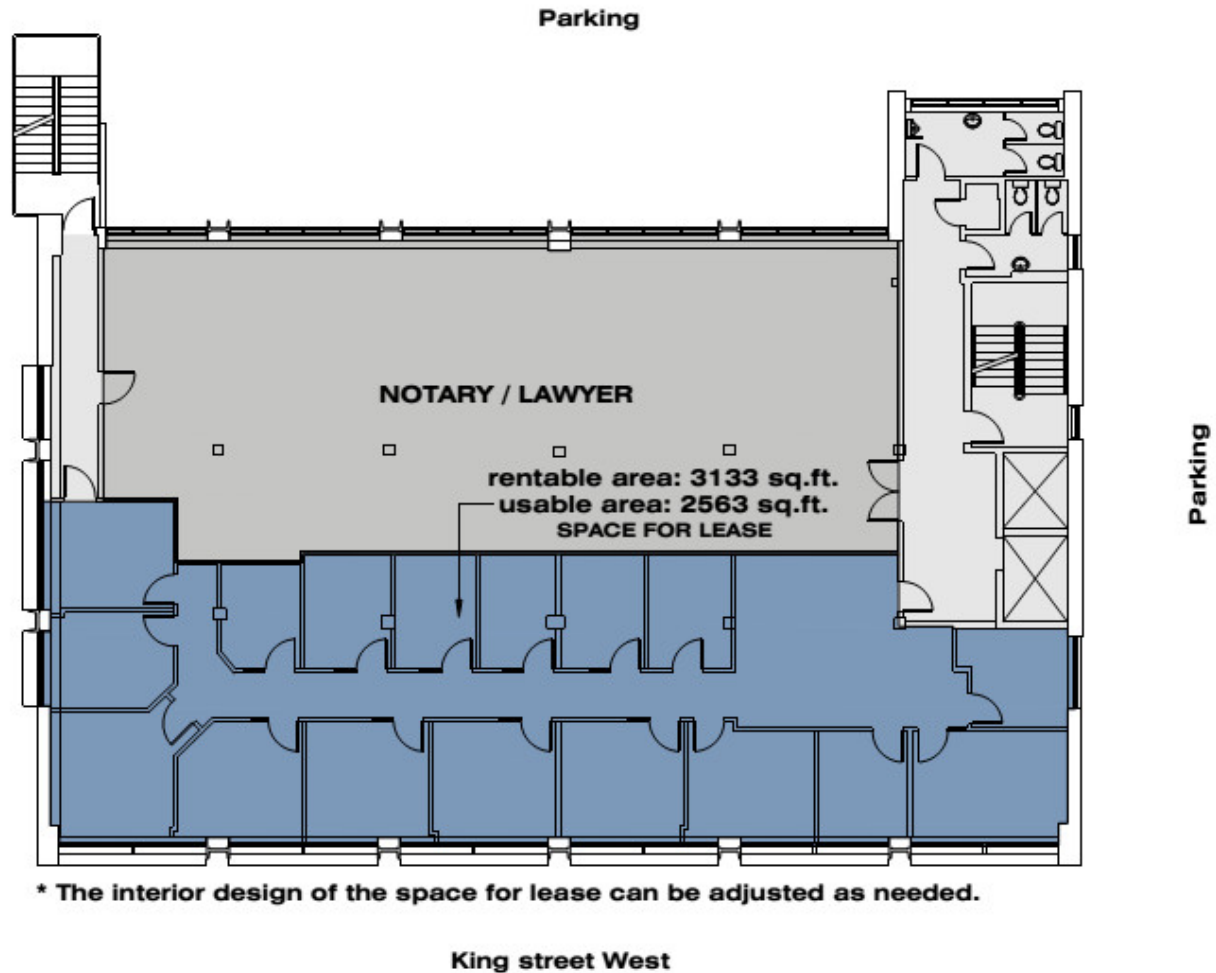 Parking
NOTARY / LAWYER
rentable area: 3133 sq.ft.
usable area: 2563 sq.ft.
SPACE FOR LEASE
Parking
* The interior design of the space for lease can be adjusted as needed.
King street West